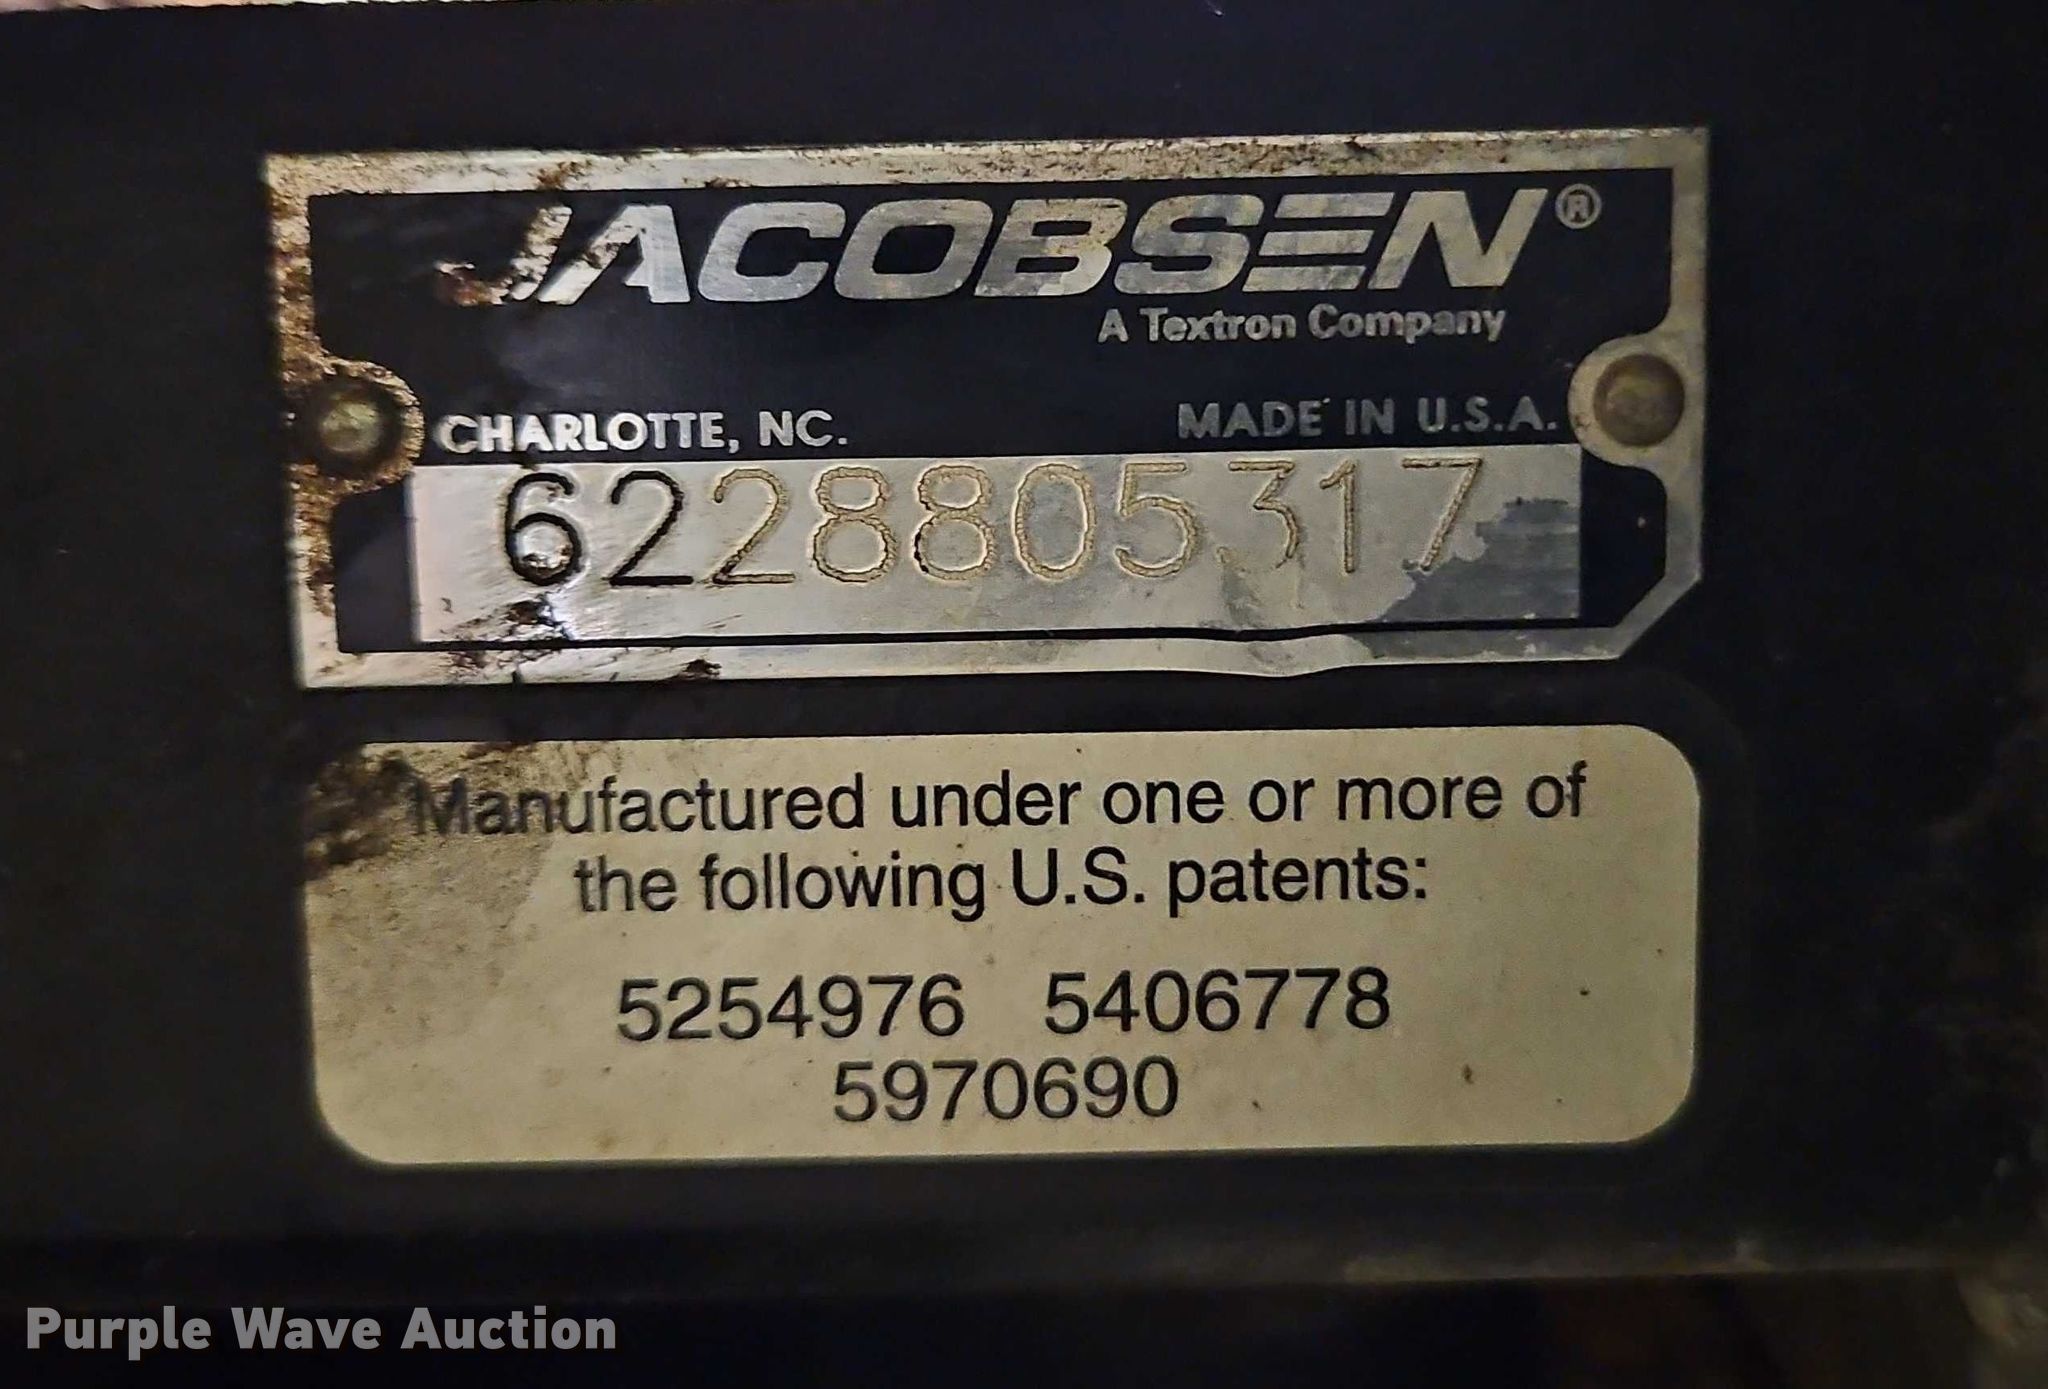 JACOBSEN®
A Textron Company
CHARLOTTE, NC. MADE IN U.S.A.
6228805317
Manufactured under one or more of
the following U.S. patents:
5254976 5406778
5970690
Purple Wave Auction